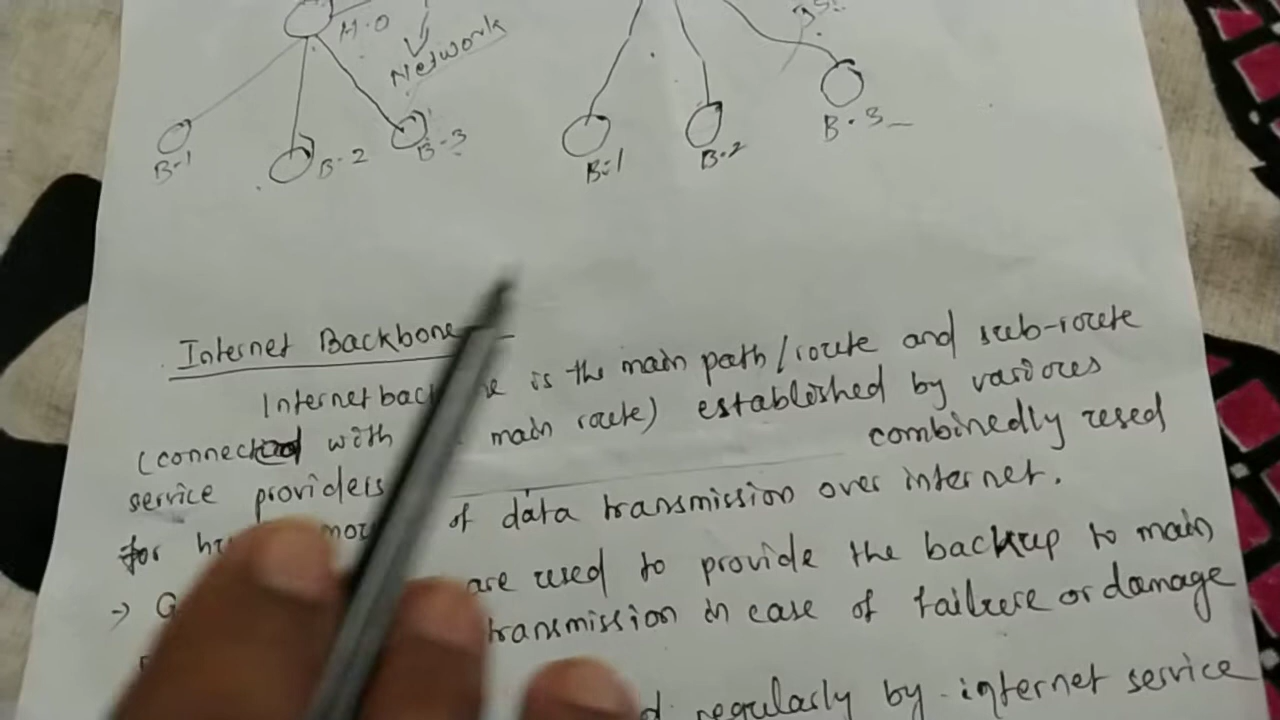 H.O
Network
B-1
B-2
B-3
B-1
B-2
B-3
Internet Backbone
Internet is the main path/route and sub-route
(connected with main route) established by various
service providers combinedly used
for of data transmission over internet.
→ are used to provide the backup to main
transmission in case of failure or damage
regularly by internet service